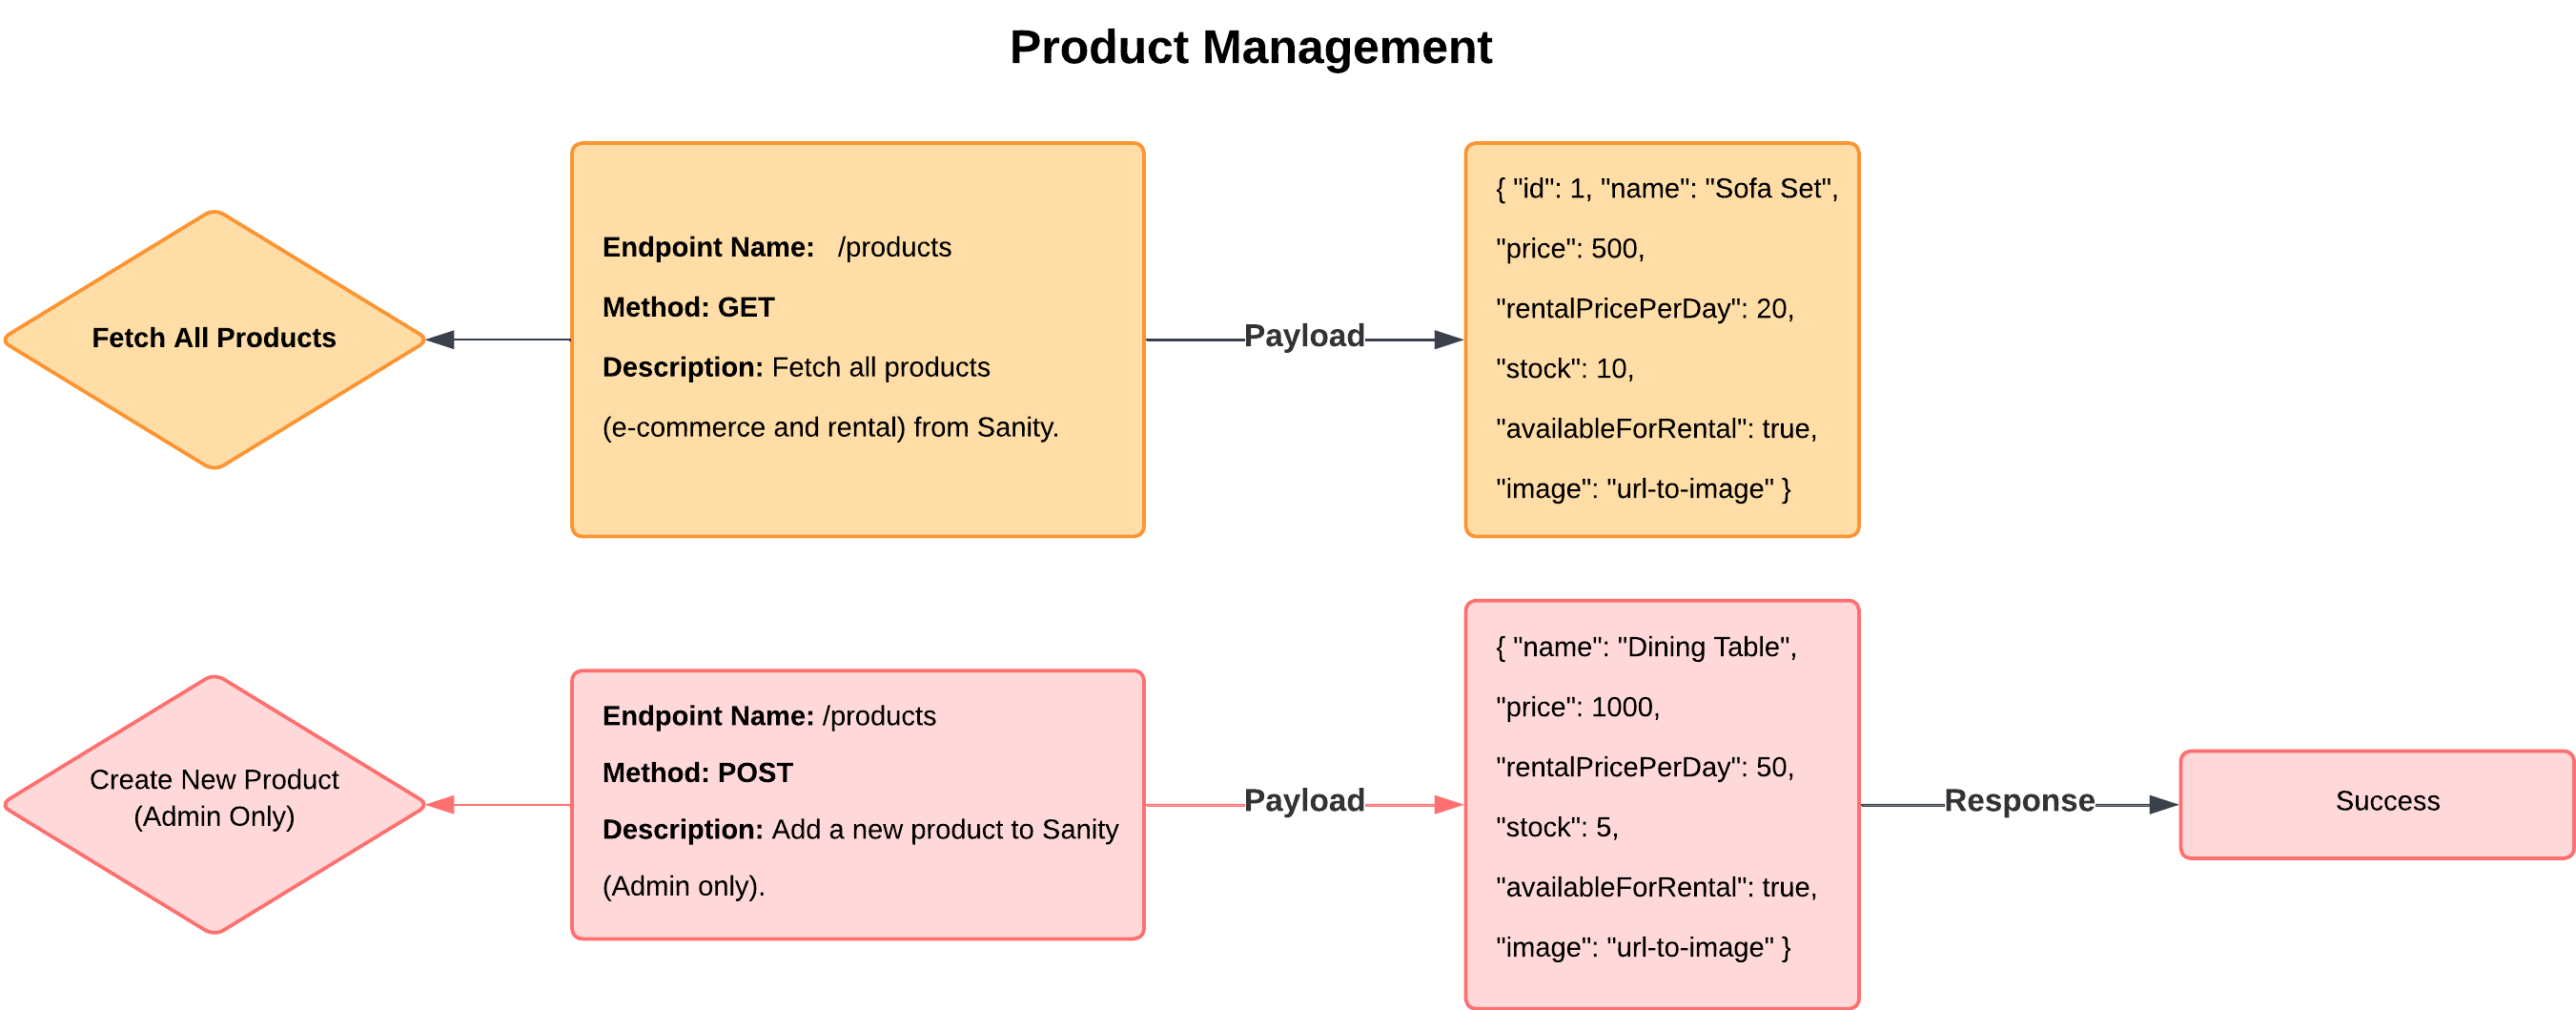 Product Management
Fetch All Products
Endpoint Name: /products
Method: GET
Description: Fetch all products
(e-commerce and rental) from Sanity.
Payload
{ "id": 1, "name": "Sofa Set",
"price": 500,
"rentalPricePerDay": 20,
"stock": 10,
"availableForRental": true,
"image": "url-to-image" }
Create New Product
(Admin Only)
Endpoint Name: /products
Method: POST
Description: Add a new product to Sanity
(Admin only).
Payload
{ "name": "Dining Table",
"price": 1000,
"rentalPricePerDay": 50,
"stock": 5,
"availableForRental": true,
"image": "url-to-image" }
Response
Success